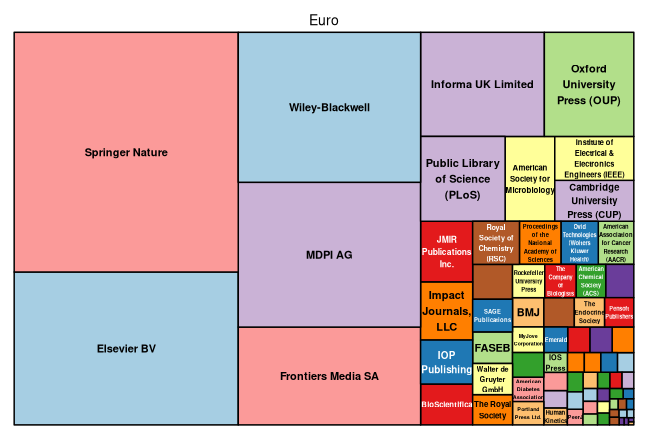 Euro
Springer Nature
Elsevier BV
Wiley-Blackwell
MDPI AG
Frontiers Media SA
Informa UK Limited
Oxford
University
Press (OUP)
Public Library
of Science
(PLoS)
American
Society for
Microbiology
Institute of
Electrical &
Electronics
Engineers (IEEE)
Cambridge
University
Press (CUP)
JMIR
Publications
Inc.
Impact
Journals,
LLC
IOP
Publishing
BioScientifica
Royal
Society of
Chemistry
(RSC)
Proceedings
of the
National
Academy of
Sciences
Ovid
Technologies
(Wolters
Kluwer
Health)
American
Association
for Cancer
Research
(AACR)
SAGE
Publications
FASEB
Walter de
Gruyter
GmbH
The Royal
Society
Rockefeller
University
Press
The
Company
of
Biologists
American
Chemical
Society
(ACS)
BMJ
The
Endocrine
Society
Pensoft
Publishers
MyJove
Corporation
Emerald
IOS
Press
American
Diabetes
Association
Portland
Press Ltd.
Human
Kinetics
PeerJ